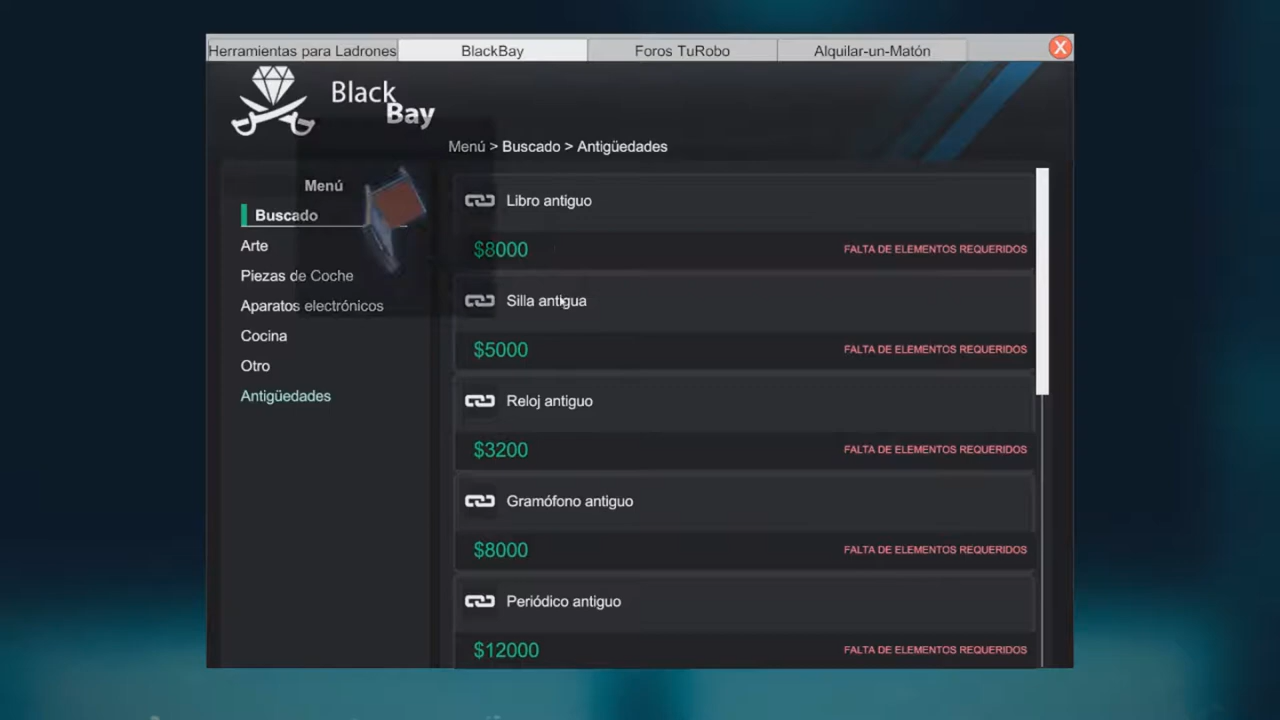 Herramientas para Ladrones BlackBay Foros TuRobo Alquilar-un-Matón X
Black
Bay
Menú > Buscado > Antigüedades
Menú
Buscado
Arte
Piezas de Coche
Aparatos electrónicos
Cocina
Otro
Antigüedades
Libro antiguo
$8000 FALTA DE ELEMENTOS REQUERIDOS
Silla antigua
$5000 FALTA DE ELEMENTOS REQUERIDOS
Reloj antiguo
$3200 FALTA DE ELEMENTOS REQUERIDOS
Gramófono antiguo
$8000 FALTA DE ELEMENTOS REQUERIDOS
Periódico antiguo
$12000 FALTA DE ELEMENTOS REQUERIDOS